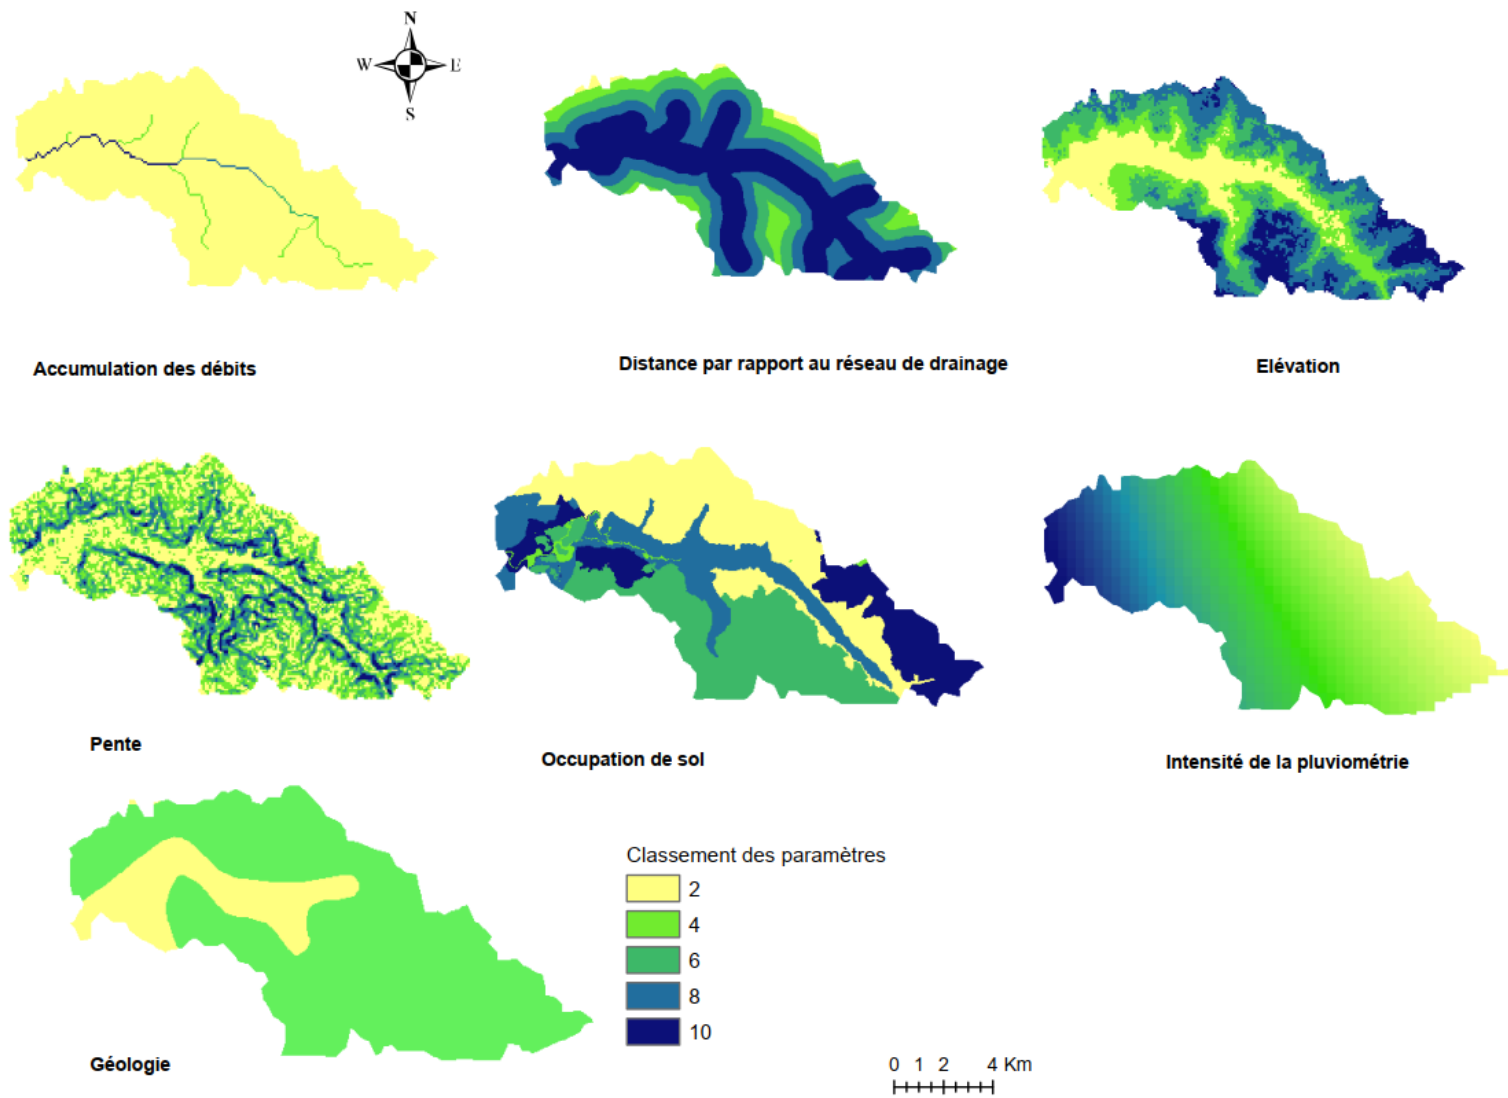 N
W E
S
Accumulation des débits
Distance par rapport au réseau de drainage
Elévation
Pente
Occupation de sol
Intensité de la pluviométrie
Géologie
Classement des paramètres
2
4
6
8
10
0 1 2 4 Km